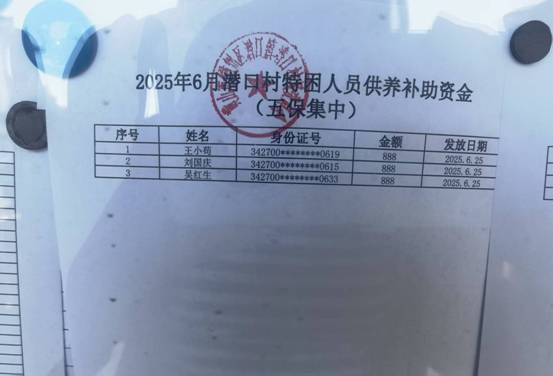 2025年6月潜口村特困人员供养补助资金
（五保集中）
序号 姓名 身份证号 金额 发放日期
1 王小苟 342700********0619 888 2025.6.25
2 刘国庆 342700********0615 888 2025.6.25
3 吴红生 342700********0633 888 2025.6.25